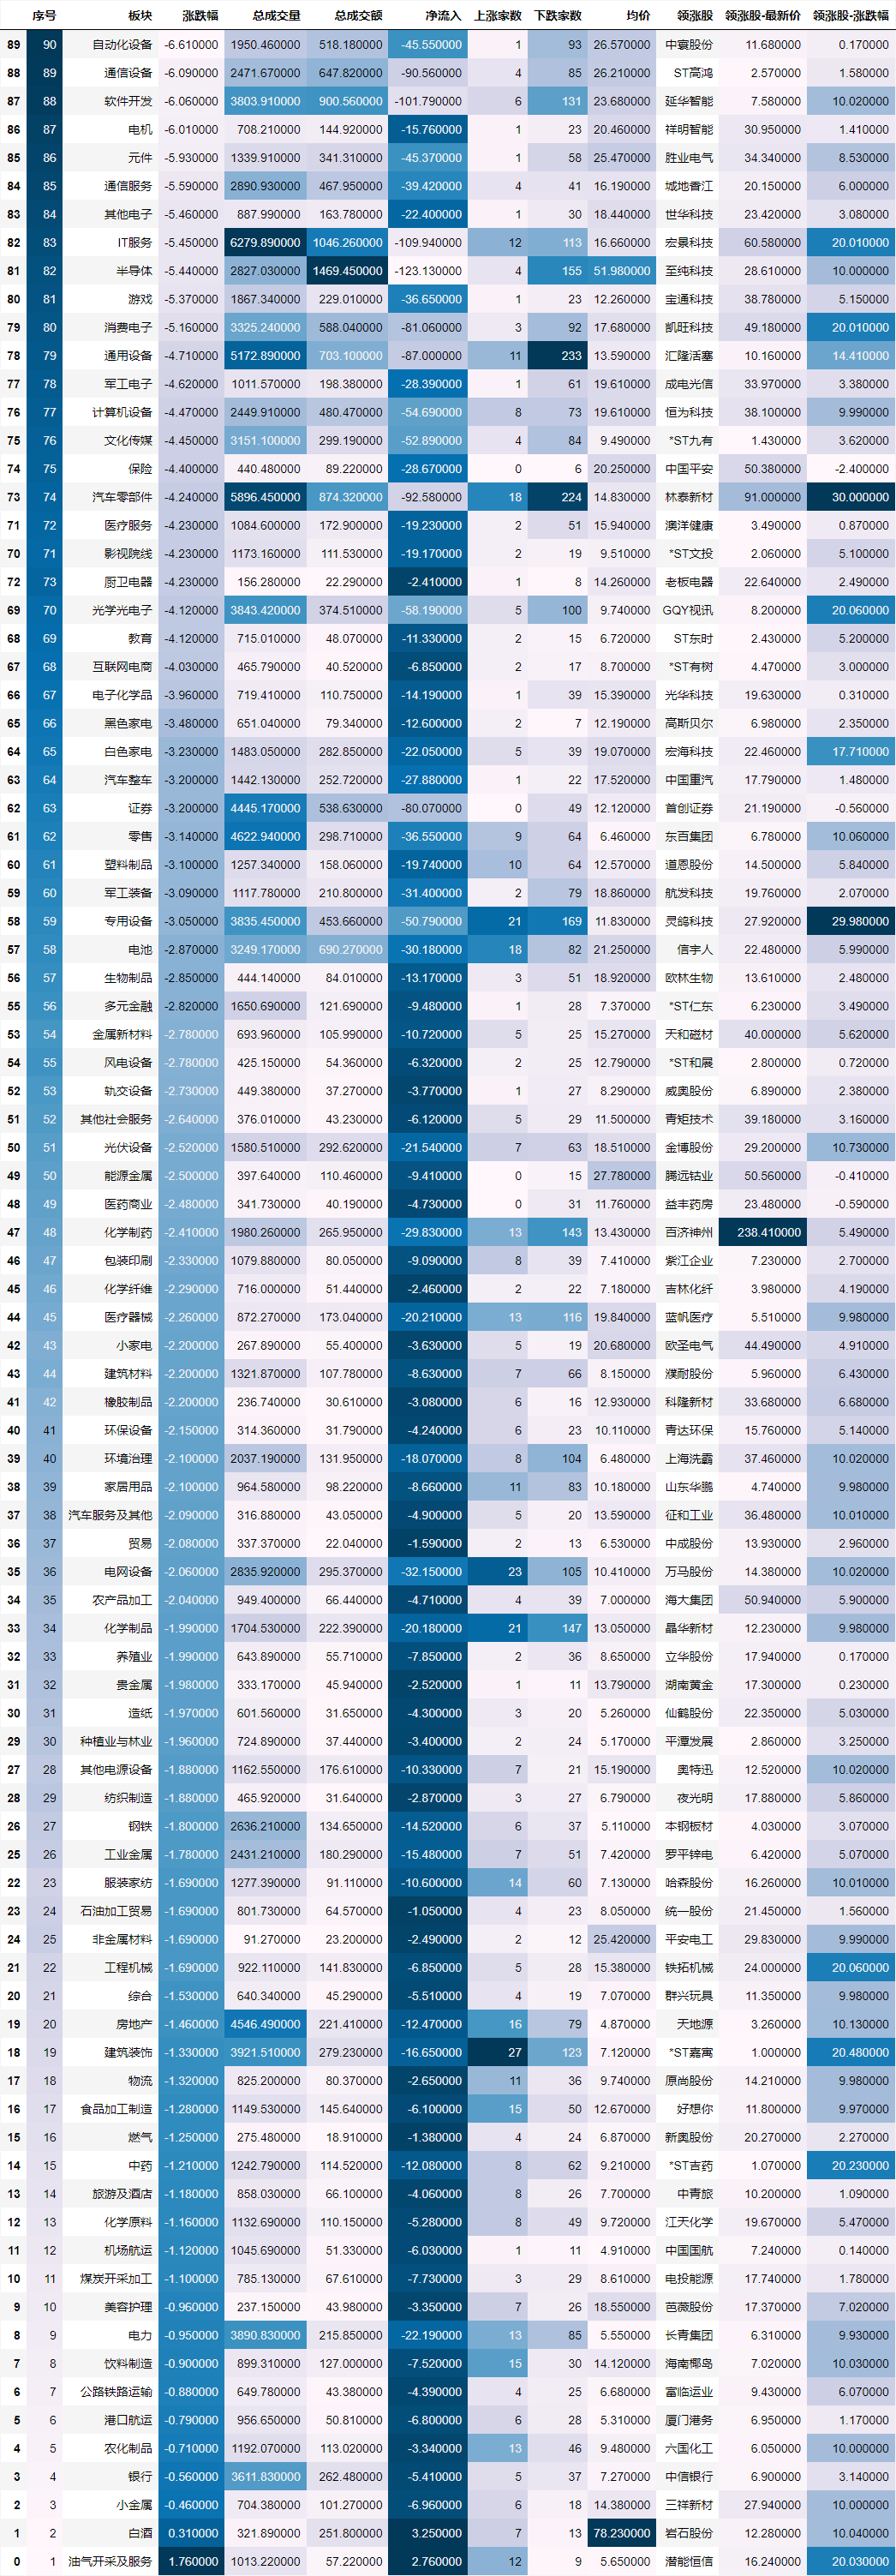 序号 板块 涨跌幅 总成交量 总成交额 净流入 上涨家数 下跌家数 均价 领涨股 领涨股-最新价 领涨股-涨跌幅
89 90 自动化设备 -6.610000 1950.460000 518.180000 -45.550000 1 93 26.570000 中寰股份 11.680000 0.170000
88 89 通信设备 -6.090000 2471.670000 647.820000 -90.560000 4 85 26.210000 ST高鸿 2.570000 1.580000
87 88 软件开发 -6.060000 3803.910000 900.560000 -101.790000 6 131 23.680000 延华智能 7.580000 10.020000
86 87 电机 -6.010000 708.210000 144.920000 -15.760000 1 23 20.460000 祥明智能 30.950000 1.410000
85 86 元件 -5.930000 1339.910000 341.310000 -45.370000 1 58 25.470000 胜业电气 34.340000 8.530000
84 85 通信服务 -5.590000 2890.930000 467.950000 -39.420000 4 41 16.190000 城地香江 20.150000 6.000000
83 84 其他电子 -5.460000 887.990000 163.780000 -22.400000 1 30 18.440000 世华科技 23.420000 3.080000
82 83 IT服务 -5.450000 6279.890000 1046.260000 -109.940000 12 113 16.660000 宏景科技 60.580000 20.010000
81 82 半导体 -5.440000 2827.030000 1469.450000 -123.130000 4 155 51.980000 至纯科技 28.610000 10.000000
80 81 游戏 -5.370000 1867.340000 229.010000 -36.650000 1 23 12.260000 宝通科技 38.780000 5.150000
79 80 消费电子 -5.160000 3325.240000 588.040000 -81.060000 3 92 17.680000 凯旺科技 49.180000 20.010000
78 79 通用设备 -4.710000 5172.890000 703.100000 -87.000000 11 233 13.590000 汇隆活塞 10.160000 14.410000
77 78 军工电子 -4.620000 1011.570000 198.380000 -28.390000 1 61 19.610000 成电光信 33.970000 3.380000
76 77 计算机设备 -4.470000 2449.910000 480.470000 -54.690000 8 73 19.610000 恒为科技 38.100000 9.990000
75 76 文化传媒 -4.450000 3151.100000 299.190000 -52.890000 4 84 9.490000 *ST九有 1.430000 3.620000
74 75 保险 -4.400000 440.480000 89.220000 -28.670000 0 6 20.250000 中国平安 50.380000 -2.400000
73 74 汽车零部件 -4.240000 5896.450000 874.320000 -92.580000 18 224 14.830000 林泰新材 91.000000 30.000000
71 72 医疗服务 -4.230000 1084.600000 172.900000 -19.230000 2 51 15.940000 澳洋健康 3.490000 0.870000
70 71 影视院线 -4.230000 1173.160000 111.530000 -19.170000 2 19 9.510000 *ST文投 2.060000 5.100000
72 73 厨卫电器 -4.230000 156.280000 22.290000 -2.410000 1 8 14.260000 老板电器 22.640000 2.490000
69 70 光学光电子 -4.120000 3843.420000 374.510000 -58.190000 5 100 9.740000 GQY视讯 8.200000 20.060000
68 69 教育 -4.120000 715.010000 48.070000 -11.330000 2 15 6.720000 ST东时 2.430000 5.200000
67 68 互联网电商 -4.030000 465.790000 40.520000 -6.850000 2 17 8.700000 *ST有树 4.470000 3.000000
66 67 电子化学品 -3.960000 719.410000 110.750000 -14.190000 1 39 15.390000 光华科技 19.630000 0.310000
65 66 黑色家电 -3.480000 651.040000 79.340000 -12.600000 2 7 12.190000 高斯贝尔 6.980000 2.350000
64 65 白色家电 -3.230000 1483.050000 282.850000 -22.050000 5 39 19.070000 宏海科技 22.460000 17.710000
63 64 汽车整车 -3.200000 1442.130000 252.720000 -27.880000 1 22 17.520000 中国重汽 17.790000 1.480000
62 63 证券 -3.200000 4445.170000 538.630000 -80.070000 0 49 12.120000 首创证券 21.190000 -0.560000
61 62 零售 -3.140000 4622.940000 298.710000 -36.550000 9 64 6.460000 东百集团 6.780000 10.060000
60 61 塑料制品 -3.100000 1257.340000 158.060000 -19.740000 10 64 12.570000 道恩股份 14.500000 5.840000
59 60 军工装备 -3.090000 1117.780000 210.800000 -31.400000 2 79 18.860000 航发科技 19.760000 2.070000
58 59 专用设备 -3.050000 3835.450000 453.660000 -50.790000 21 169 11.830000 灵鸽科技 27.920000 29.980000
57 58 电池 -2.870000 3249.170000 690.270000 -30.180000 18 82 21.250000 信宇人 22.480000 5.990000
56 57 生物制品 -2.850000 444.140000 84.010000 -13.170000 3 51 18.920000 欧林生物 13.610000 2.480000
55 56 多元金融 -2.820000 1650.690000 121.690000 -9.480000 1 28 7.370000 *ST仁东 6.230000 3.490000
53 54 金属新材料 -2.780000 693.960000 105.990000 -10.720000 5 25 15.270000 天和磁材 40.000000 5.620000
54 55 风电设备 -2.780000 425.150000 54.360000 -6.320000 2 25 12.790000 *ST和展 2.800000 0.720000
52 53 轨交设备 -2.730000 449.380000 37.270000 -3.770000 1 27 8.290000 威奥股份 6.890000 2.380000
51 52 其他社会服务 -2.640000 376.010000 43.230000 -6.120000 5 29 11.500000 青矩技术 39.180000 3.160000
50 51 光伏设备 -2.520000 1580.510000 292.620000 -21.540000 7 63 18.510000 金博股份 29.200000 10.730000
49 50 能源金属 -2.500000 397.640000 110.460000 -9.410000 0 15 27.780000 腾远钴业 50.560000 -0.410000
48 49 医药商业 -2.480000 341.730000 40.190000 -4.730000 0 31 11.760000 益丰药房 23.480000 -0.590000
47 48 化学制药 -2.410000 1980.260000 265.950000 -29.830000 13 143 13.430000 百济神州 238.410000 5.490000
46 47 包装印刷 -2.330000 1079.880000 80.050000 -9.090000 8 39 7.410000 紫江企业 7.230000 2.700000
45 46 化学纤维 -2.290000 716.000000 51.440000 -2.460000 2 22 7.180000 吉林化纤 3.980000 4.190000
44 45 医疗器械 -2.260000 872.270000 173.040000 -20.210000 13 116 19.840000 蓝帆医疗 5.510000 9.980000
42 43 小家电 -2.200000 267.890000 55.400000 -3.630000 5 19 20.680000 欧圣电气 44.490000 4.910000
43 44 建筑材料 -2.200000 1321.870000 107.780000 -8.630000 7 66 8.150000 濮耐股份 5.960000 6.430000
41 42 橡胶制品 -2.200000 236.740000 30.610000 -3.080000 6 16 12.930000 科隆新材 33.680000 6.680000
40 41 环保设备 -2.150000 314.360000 31.790000 -4.240000 6 23 10.110000 青达环保 15.760000 5.140000
39 40 环境治理 -2.100000 2037.190000 131.950000 -18.070000 8 104 6.480000 上海洗霸 37.460000 10.020000
38 39 家居用品 -2.100000 964.580000 98.220000 -8.660000 11 83 10.180000 山东华鹏 4.740000 9.980000
37 38 汽车服务及其他 -2.090000 316.880000 43.050000 -4.900000 5 20 13.590000 征和工业 36.480000 10.010000
36 37 贸易 -2.080000 337.370000 22.040000 -1.590000 2 13 6.530000 中成股份 13.930000 2.960000
35 36 电网设备 -2.060000 2835.920000 295.370000 -32.150000 23 105 10.410000 万马股份 14.380000 10.020000
34 35 农产品加工 -2.040000 949.400000 66.440000 -4.710000 4 39 7.000000 海大集团 50.940000 5.900000
33 34 化学制品 -1.990000 1704.530000 222.390000 -20.180000 21 147 13.050000 晶华新材 12.230000 9.980000
32 33 养殖业 -1.990000 643.890000 55.710000 -7.850000 2 36 8.650000 立华股份 17.940000 0.170000
31 32 贵金属 -1.980000 333.170000 45.940000 -2.520000 1 11 13.790000 湖南黄金 17.300000 0.230000
30 31 造纸 -1.970000 601.560000 31.650000 -4.300000 3 20 5.260000 仙鹤股份 22.350000 5.030000
29 30 种植业与林业 -1.960000 724.890000 37.440000 -3.400000 2 24 5.170000 平潭发展 2.860000 3.250000
27 28 其他电源设备 -1.880000 1162.550000 176.610000 -10.330000 7 21 15.190000 奥特迅 12.520000 10.020000
28 29 纺织制造 -1.880000 465.920000 31.640000 -2.870000 3 27 6.790000 夜光明 17.880000 5.860000
26 27 钢铁 -1.800000 2636.210000 134.650000 -14.520000 6 37 5.110000 本钢板材 4.030000 3.070000
25 26 工业金属 -1.780000 2431.210000 180.290000 -15.480000 7 51 7.420000 罗平锌电 6.420000 5.070000
22 23 服装家纺 -1.690000 1277.390000 91.110000 -10.600000 14 60 7.130000 哈森股份 16.260000 10.010000
23 24 石油加工贸易 -1.690000 801.730000 64.570000 -1.050000 4 23 8.050000 统一股份 21.450000 1.560000
24 25 非金属材料 -1.690000 91.270000 23.200000 -2.490000 2 12 25.420000 平安电工 29.830000 9.990000
21 22 工程机械 -1.690000 922.110000 141.830000 -6.850000 5 28 15.380000 铁拓机械 24.000000 20.060000
20 21 综合 -1.530000 640.340000 45.290000 -5.510000 4 19 7.070000 群兴玩具 11.350000 9.980000
19 20 房地产 -1.460000 4546.490000 221.410000 -12.470000 16 79 4.870000 天地源 3.260000 10.130000
18 19 建筑装饰 -1.330000 3921.510000 279.230000 -16.650000 27 123 7.120000 *ST嘉寓 1.000000 20.480000
17 18 物流 -1.320000 825.200000 80.370000 -2.650000 11 36 9.740000 原尚股份 14.210000 9.980000
16 17 食品加工制造 -1.280000 1149.530000 145.640000 -6.100000 15 50 12.670000 好想你 11.800000 9.970000
15 16 燃气 -1.250000 275.480000 18.910000 -1.380000 4 24 6.870000 新奥股份 20.270000 2.270000
14 15 中药 -1.210000 1242.790000 114.520000 -12.080000 8 62 9.210000 *ST吉药 1.070000 20.230000
13 14 旅游及酒店 -1.180000 858.030000 66.100000 -4.060000 8 26 7.700000 中青旅 10.200000 1.090000
12 13 化学原料 -1.160000 1132.690000 110.150000 -5.280000 8 49 9.720000 江天化学 19.670000 5.470000
11 12 机场航运 -1.120000 1045.690000 51.330000 -6.030000 1 11 4.910000 中国国航 7.240000 0.140000
10 11 煤炭开采加工 -1.100000 785.130000 67.610000 -7.730000 3 29 8.610000 电投能源 17.740000 1.780000
9 10 美容护理 -0.960000 237.150000 43.980000 -3.350000 7 26 18.550000 芭薇股份 17.370000 7.020000
8 9 电力 -0.950000 3890.830000 215.850000 -22.190000 13 85 5.550000 长青集团 6.310000 9.930000
7 8 饮料制造 -0.900000 899.310000 127.000000 -7.520000 15 30 14.120000 海南椰岛 7.020000 10.030000
6 7 公路铁路运输 -0.880000 649.780000 43.380000 -4.390000 4 25 6.680000 富临运业 9.430000 6.070000
5 6 港口航运 -0.790000 956.650000 50.810000 -6.800000 6 28 5.310000 厦门港务 6.950000 1.170000
4 5 农化制品 -0.710000 1192.070000 113.020000 -3.340000 13 46 9.480000 六国化工 6.050000 10.000000
3 4 银行 -0.560000 3611.830000 262.480000 -5.410000 5 37 7.270000 中信银行 6.900000 3.140000
2 3 小金属 -0.460000 704.380000 101.270000 -6.960000 6 18 14.380000 三祥新材 27.940000 10.000000
1 2 白酒 0.310000 321.890000 251.800000 3.250000 7 13 78.230000 岩石股份 12.280000 10.040000
0 1 油气开采及服务 1.760000 1013.220000 57.220000 2.760000 12 9 5.650000 潜能恒信 16.240000 20.030000